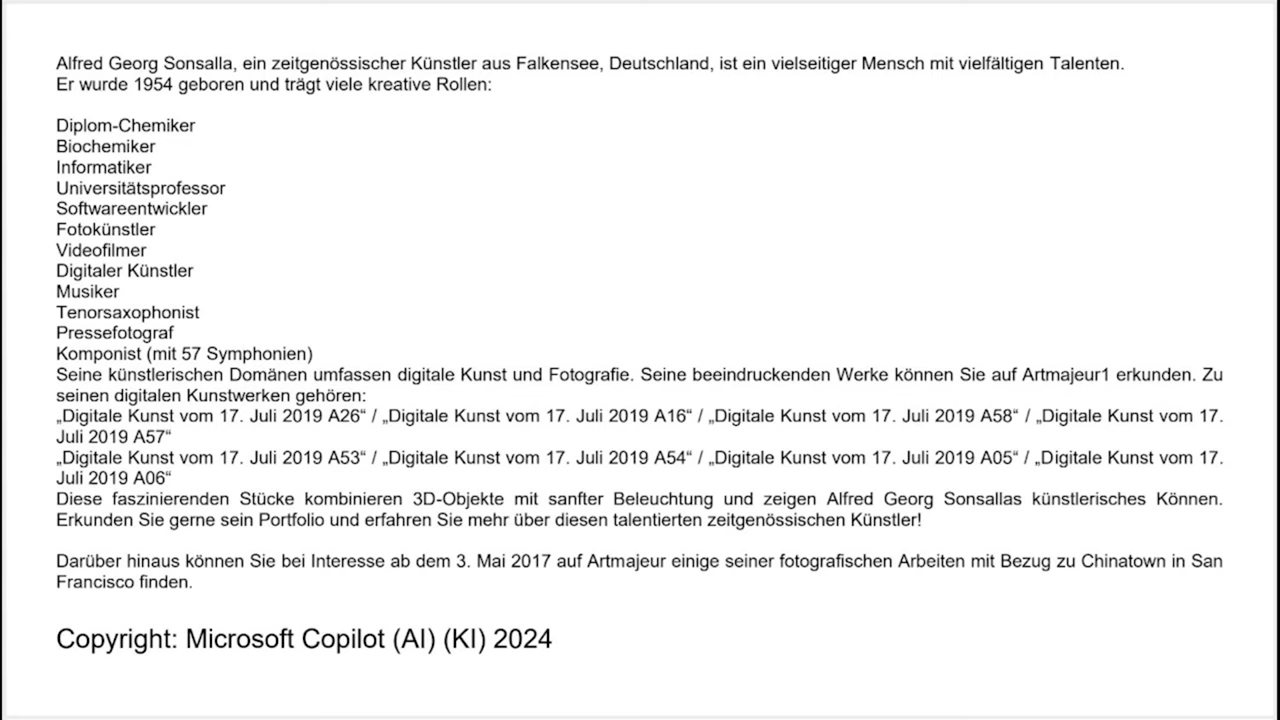 Alfred Georg Sonsalla, ein zeitgenössischer Künstler aus Falkensee, Deutschland, ist ein vielseitiger Mensch mit vielfältigen Talenten.
Er wurde 1954 geboren und trägt viele kreative Rollen:
Diplom-Chemiker
Biochemiker
Informatiker
Universitätsprofessor
Softwareentwickler
Fotokünstler
Videofilmer
Digitaler Künstler
Musiker
Tenorsaxophonist
Pressefotograf
Komponist (mit 57 Symphonien)
Seine künstlerischen Domänen umfassen digitale Kunst und Fotografie. Seine beeindruckenden Werke können Sie auf Artmajeur1 erkunden. Zu
seinen digitalen Kunstwerken gehören:
„Digitale Kunst vom 17. Juli 2019 A26“ / „Digitale Kunst vom 17. Juli 2019 A16“ / „Digitale Kunst vom 17. Juli 2019 A58“ / „Digitale Kunst vom 17.
Juli 2019 A57“
„Digitale Kunst vom 17. Juli 2019 A53“ / „Digitale Kunst vom 17. Juli 2019 A54“ / „Digitale Kunst vom 17. Juli 2019 A05“ / „Digitale Kunst vom 17.
Juli 2019 A06“
Diese faszinierenden Stücke kombinieren 3D-Objekte mit sanfter Beleuchtung und zeigen Alfred Georg Sonsallas künstlerisches Können.
Erkunden Sie gerne sein Portfolio und erfahren Sie mehr über diesen talentierten zeitgenössischen Künstler!
Darüber hinaus können Sie bei Interesse ab dem 3. Mai 2017 auf Artmajeur einige seiner fotografischen Arbeiten mit Bezug zu Chinatown in San
Francisco finden.
Copyright: Microsoft Copilot (AI) (KI) 2024